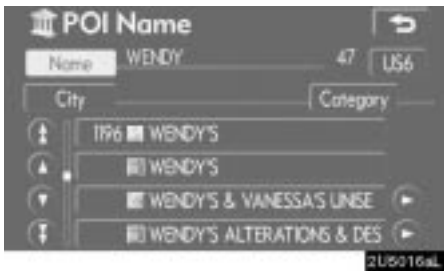 POI Name
Name WENDY 47 US6
City Category
1196 WENDY'S
WENDY'S
WENDY'S & VANESSA'S UNISE
WENDY'S ALTERATIONS & DES
2U5016aL